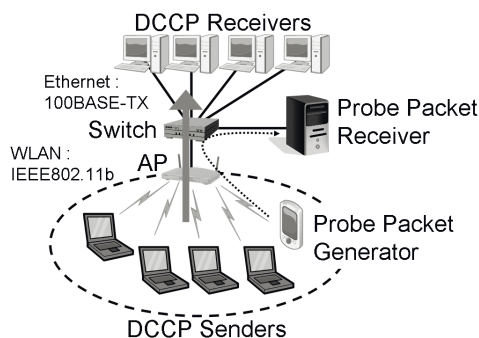 DCCP Receivers
Ethernet :
100BASE-TX
Switch
Probe Packet
Receiver
WLAN :
IEEE802.11b
AP
Probe Packet
Generator
DCCP Senders